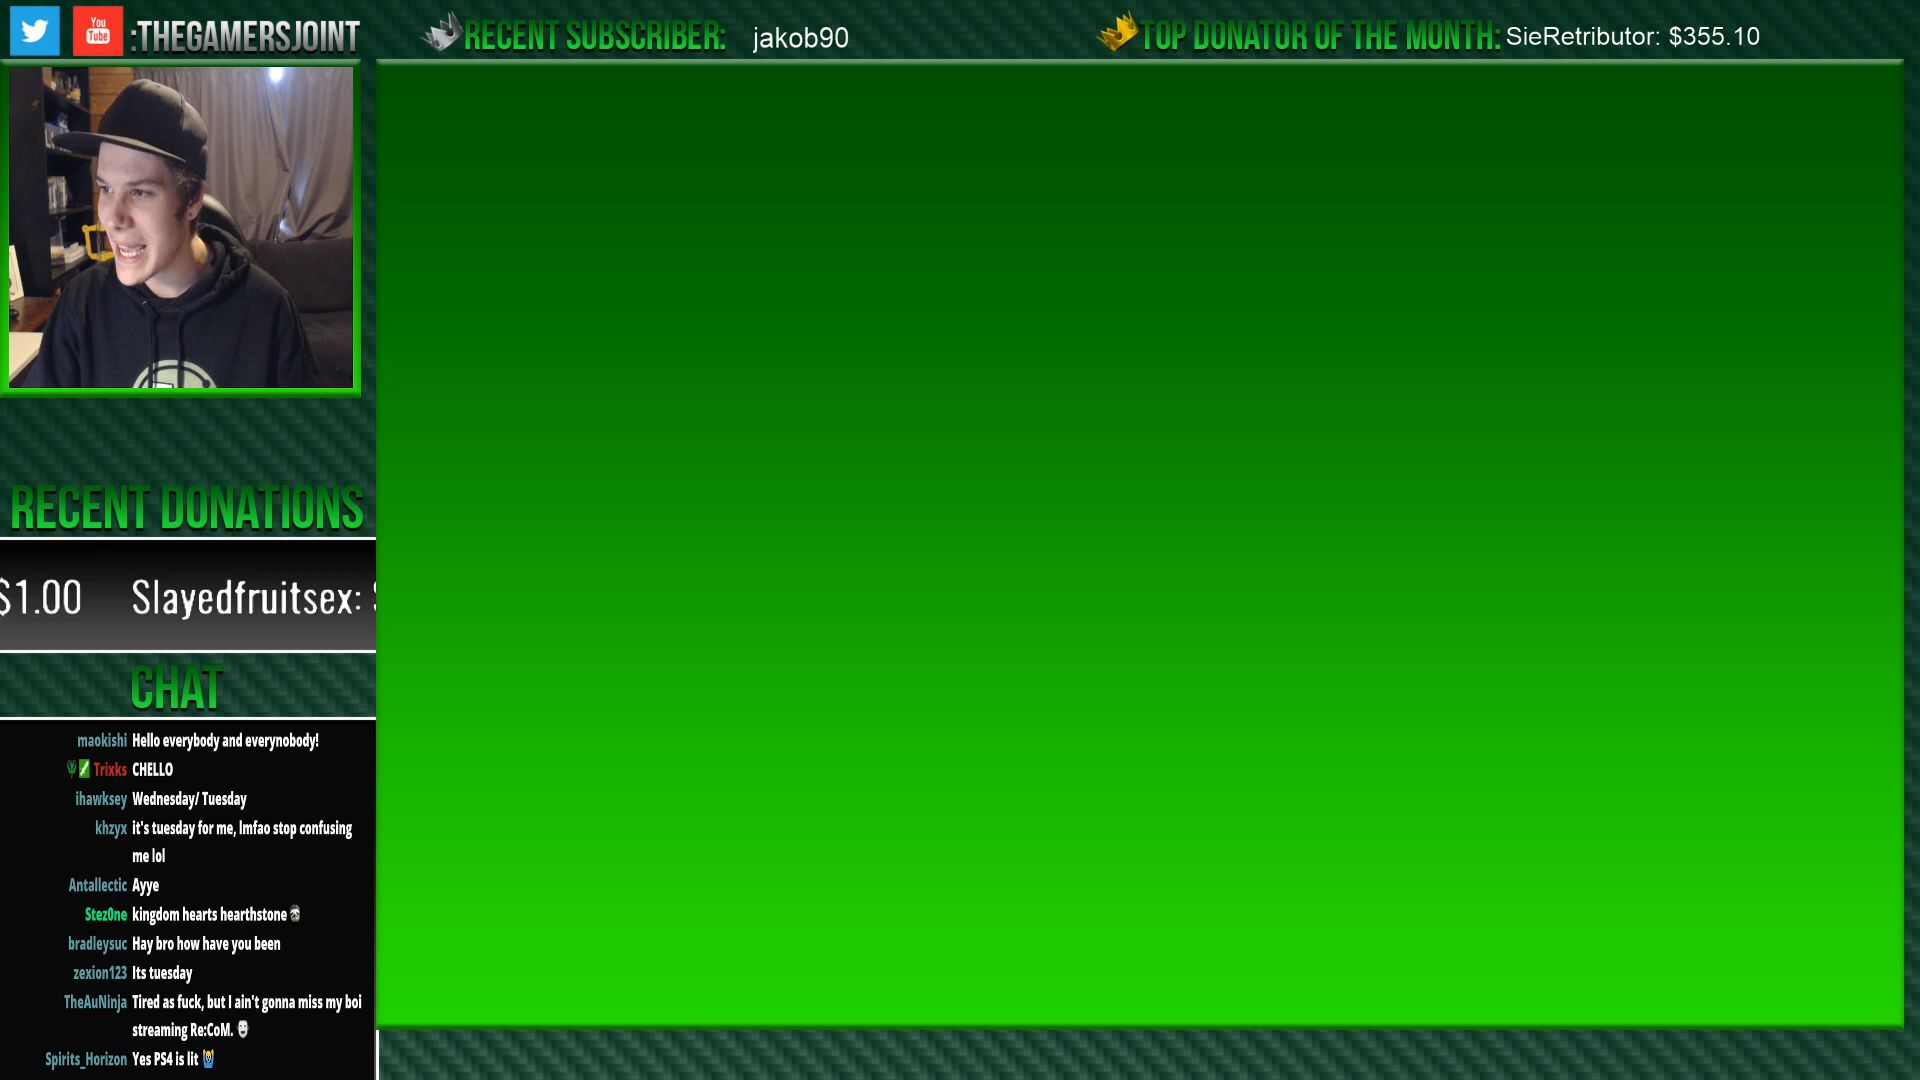 You
Tube
:THEGAMERSJOINT
RECENT SUBSCRIBER: jakob90
TOP DONATOR OF THE MONTH: SieRetributor: $355.10
RECENT DONATIONS
$1.00 Slayedfruitsex:
CHAT
maokishi Hello everybody and everynobody!
Trixks CHELLO
ihawksey Wednesday/ Tuesday
khzyx it's tuesday for me, lmfao stop confusing
me lol
Antallectic Ayye
Stez0ne kingdom hearts hearthstone
bradleysuc Hay bro how have you been
zexion123 Its tuesday
TheAuNinja Tired as fuck, but I ain't gonna miss my boi
streaming Re:CoM.
Spirits_Horizon Yes PS4 is lit